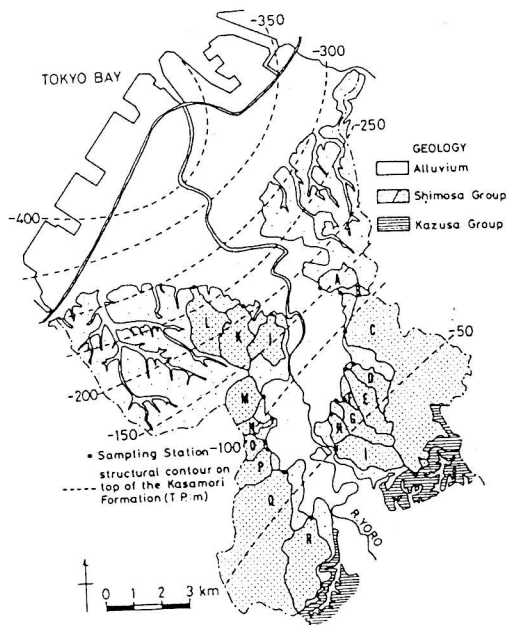 -350
-300
TOKYO BAY
-250
GEOLOGY
Alluvium
Shimosa Group
Kazusa Group
-400
A
C
-50
L
K
J
D
E
M
G
H
-200
-150
N
O
I
• Sampling Station
-100
structural contour on
top of the Kasamori
Formation (T.P.:m)
P
Q
R
R.YORO
0 1 2 3 km